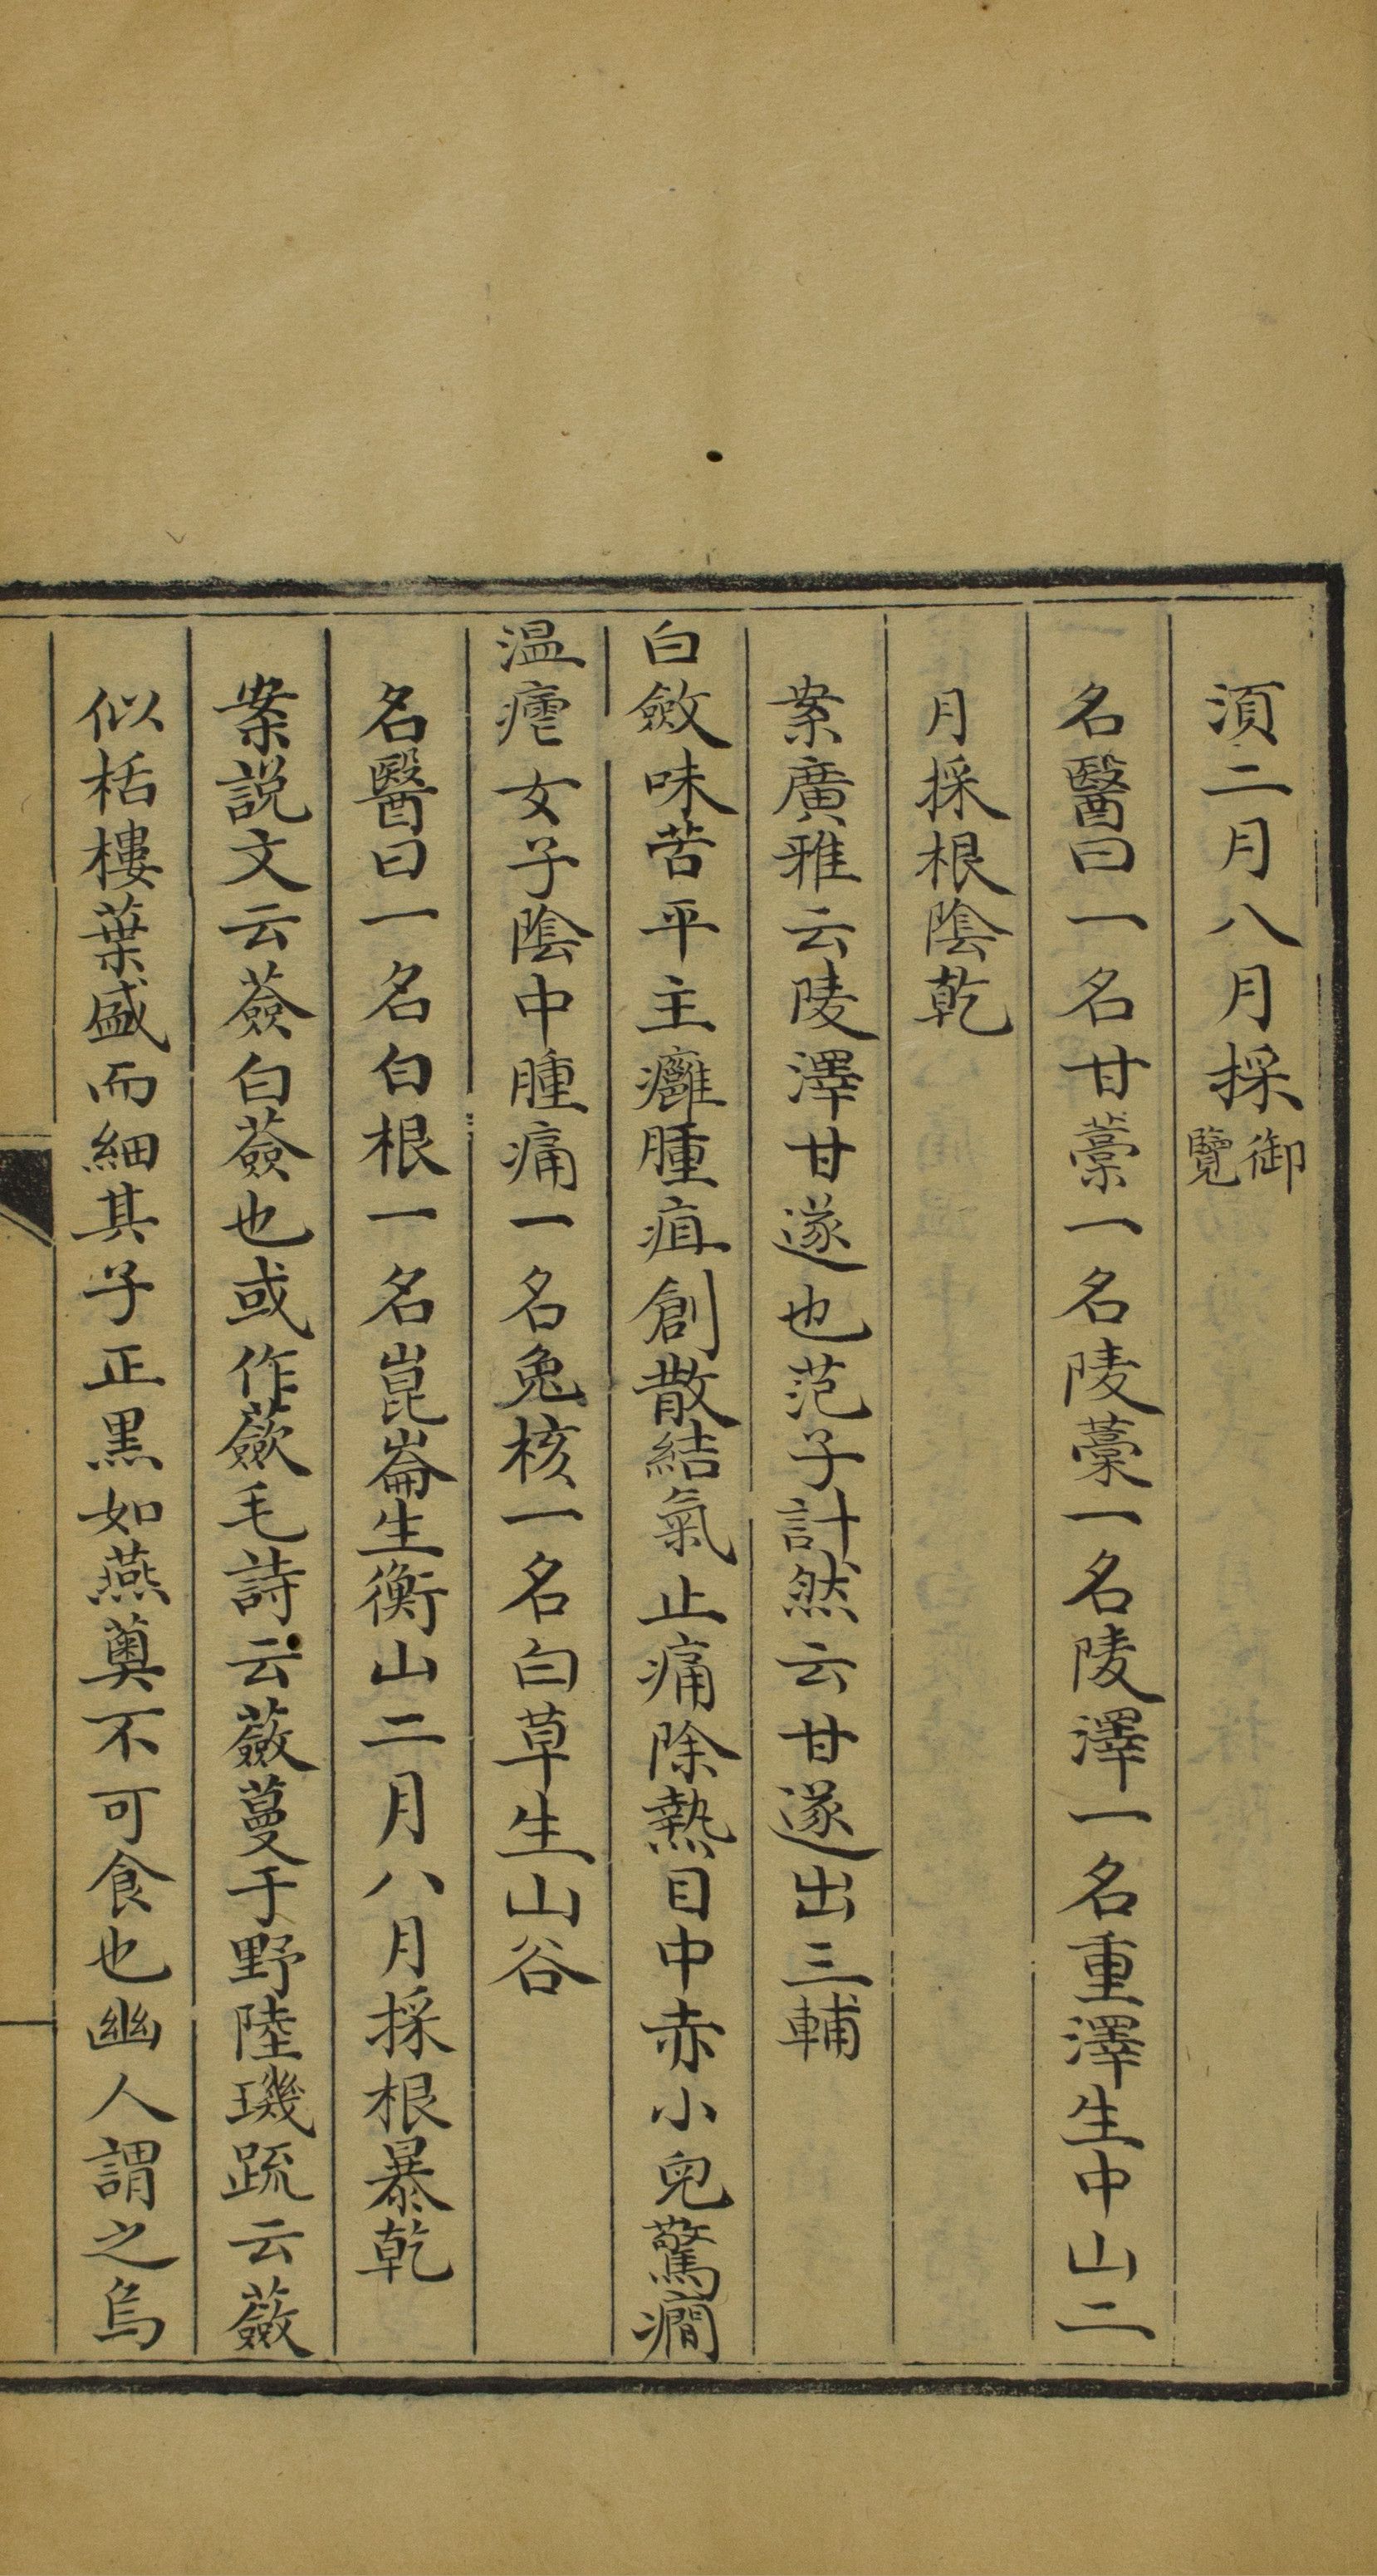 湏二月八月採御覽
名醫曰一名甘藁一名陵藁一名陵澤一名重澤生中山二
月採根陰乾
案廣雅云陵澤甘遂也范子計然云甘遂出三輔
白斂味苦平主癰腫疽創散結氣止痛除熱目中赤小兒驚癇
温瘧女子陰中腫痛一名兔核一名白草生山谷
名醫曰一名白根一名崑崙生衡山二月八月採根暴乾
案說文云薟白薟也或作蘞毛詩云蘞蔓于野陸璣疏云蘞
似栝樓葉盛而細其子正黑如燕薁不可食也幽人謂之烏